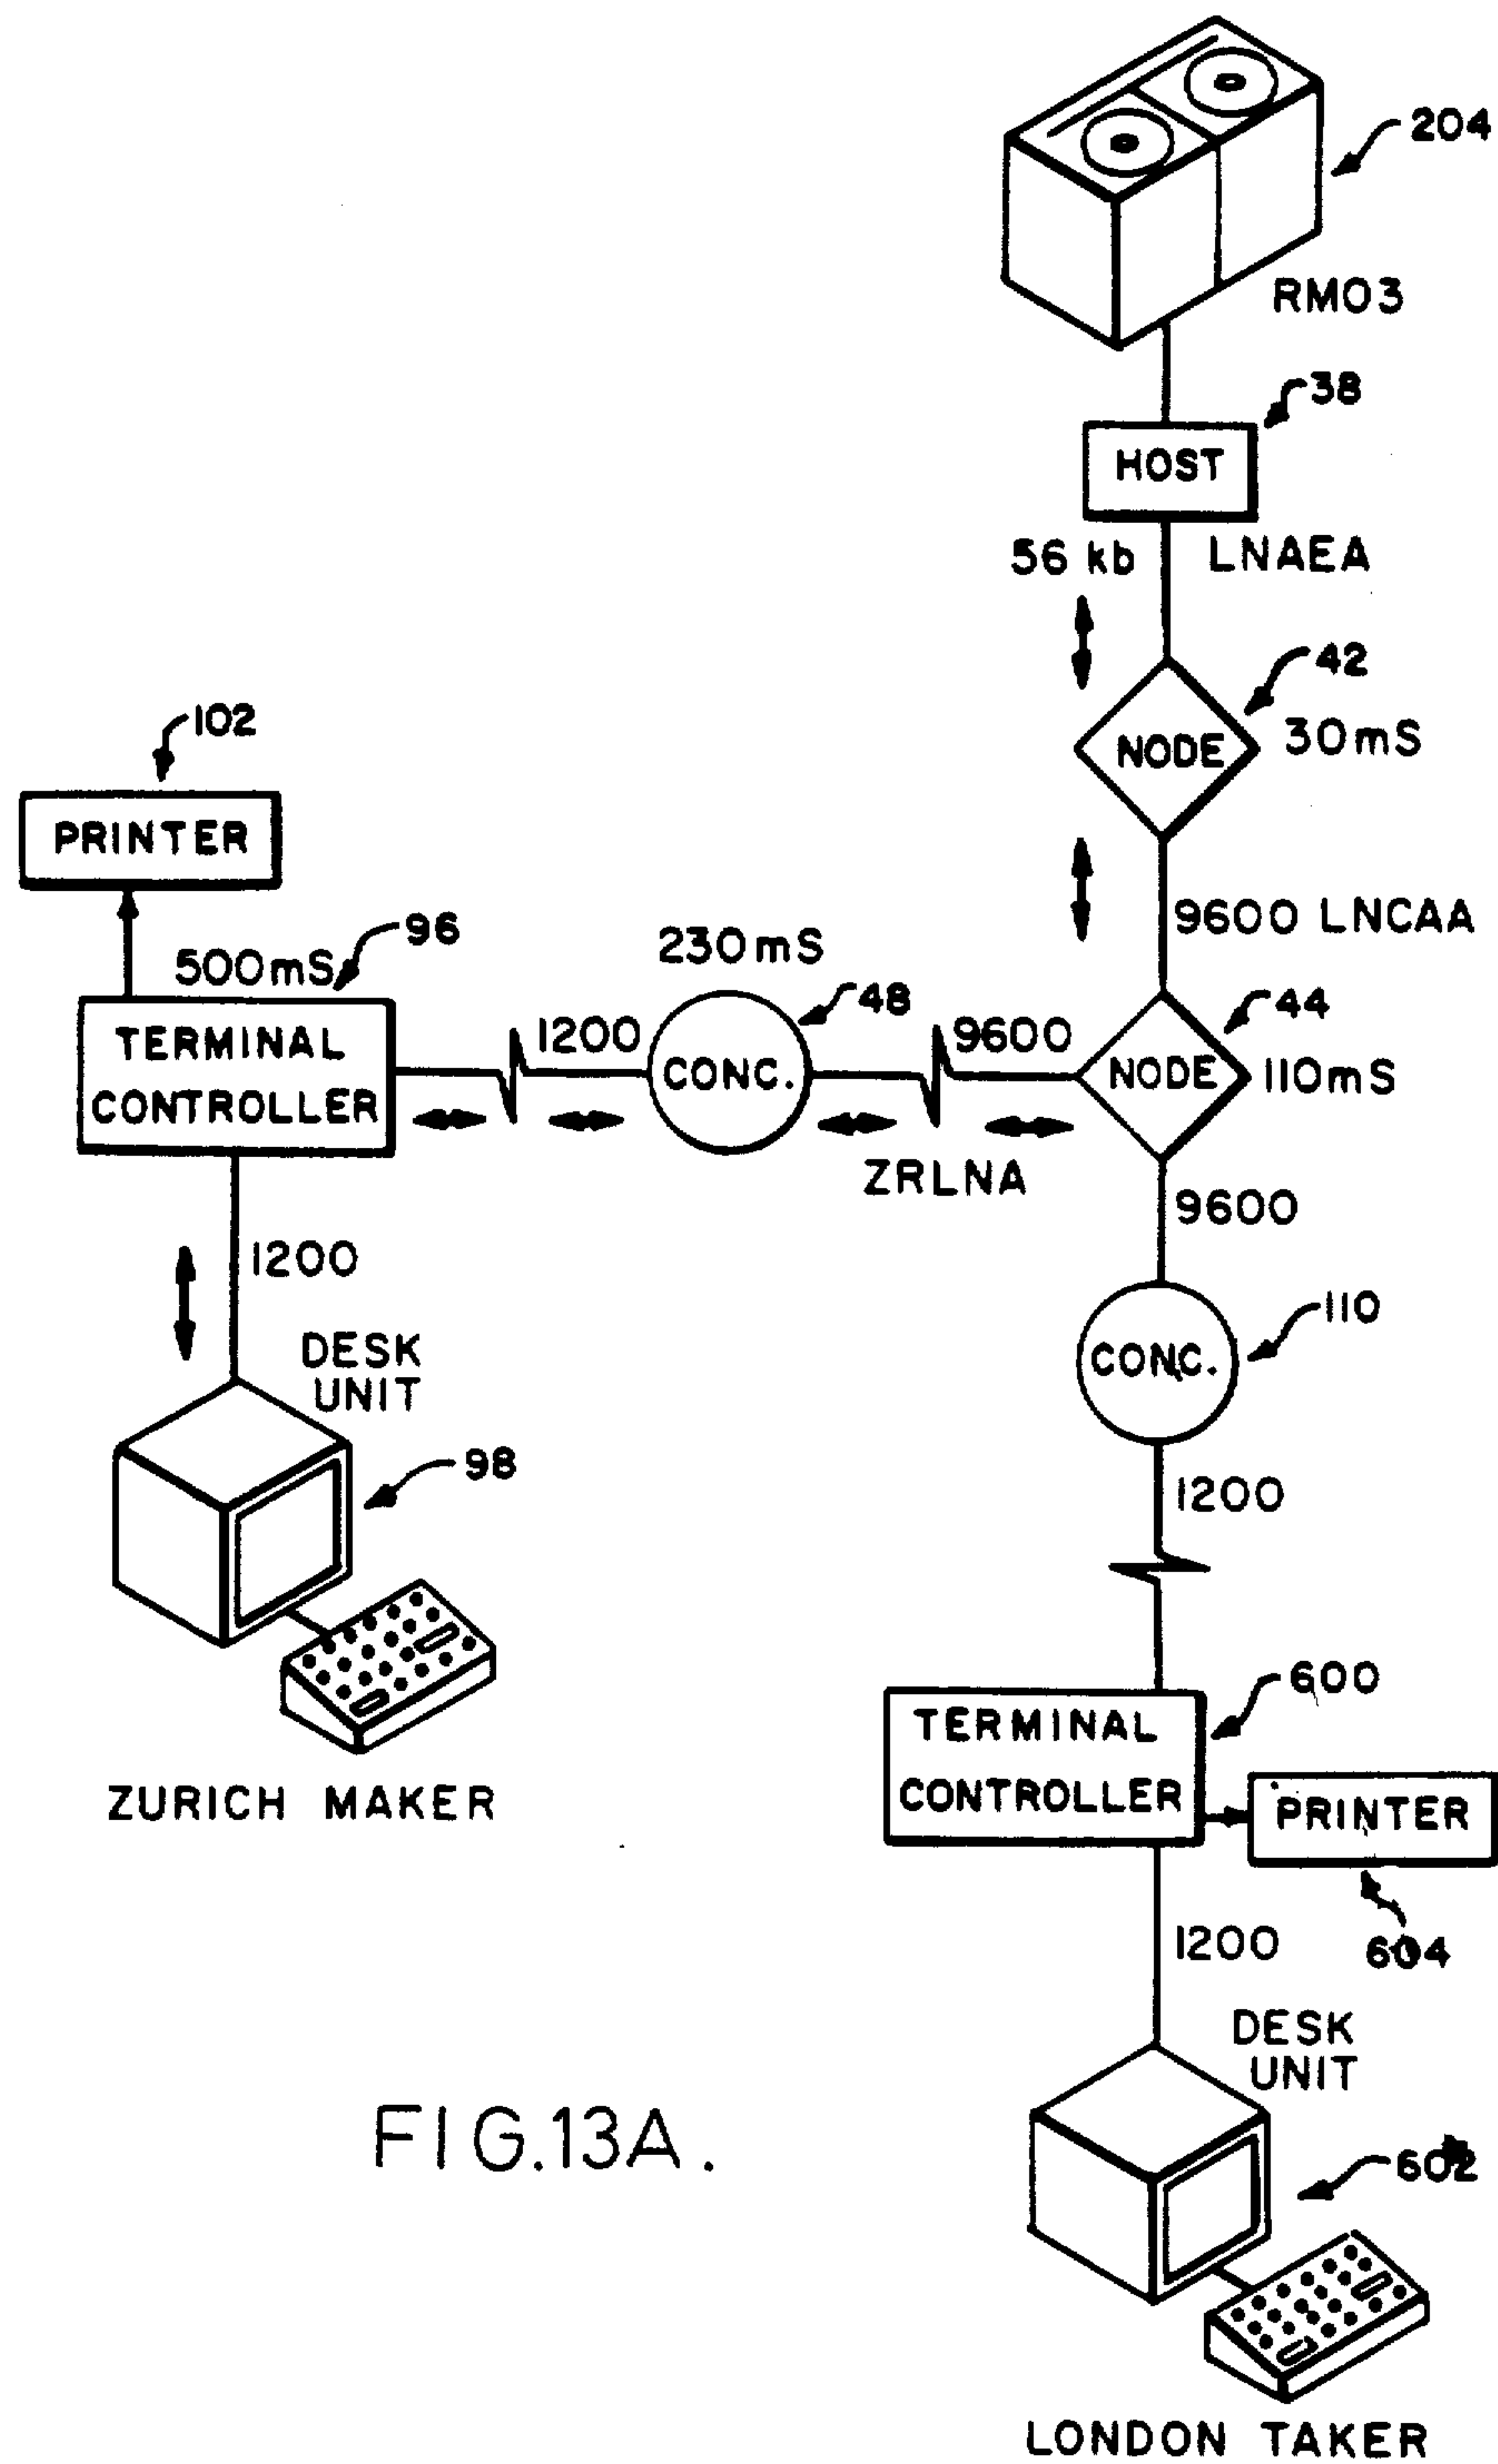 204
RM03
38
HOST
56 kb LNAEA
42
NODE 30mS
102
PRINTER
9600 LNCAA
96
500mS
230mS
48
44
TERMINAL
CONTROLLER
1200
CONC.
9600
NODE 110mS
ZRLNA
9600
1200
DESK
UNIT
110
CONC.
98
1200
600
TERMINAL
CONTROLLER
ZURICH MAKER
PRINTER
604
1200
DESK
UNIT
FIG.13A.
602
LONDON TAKER